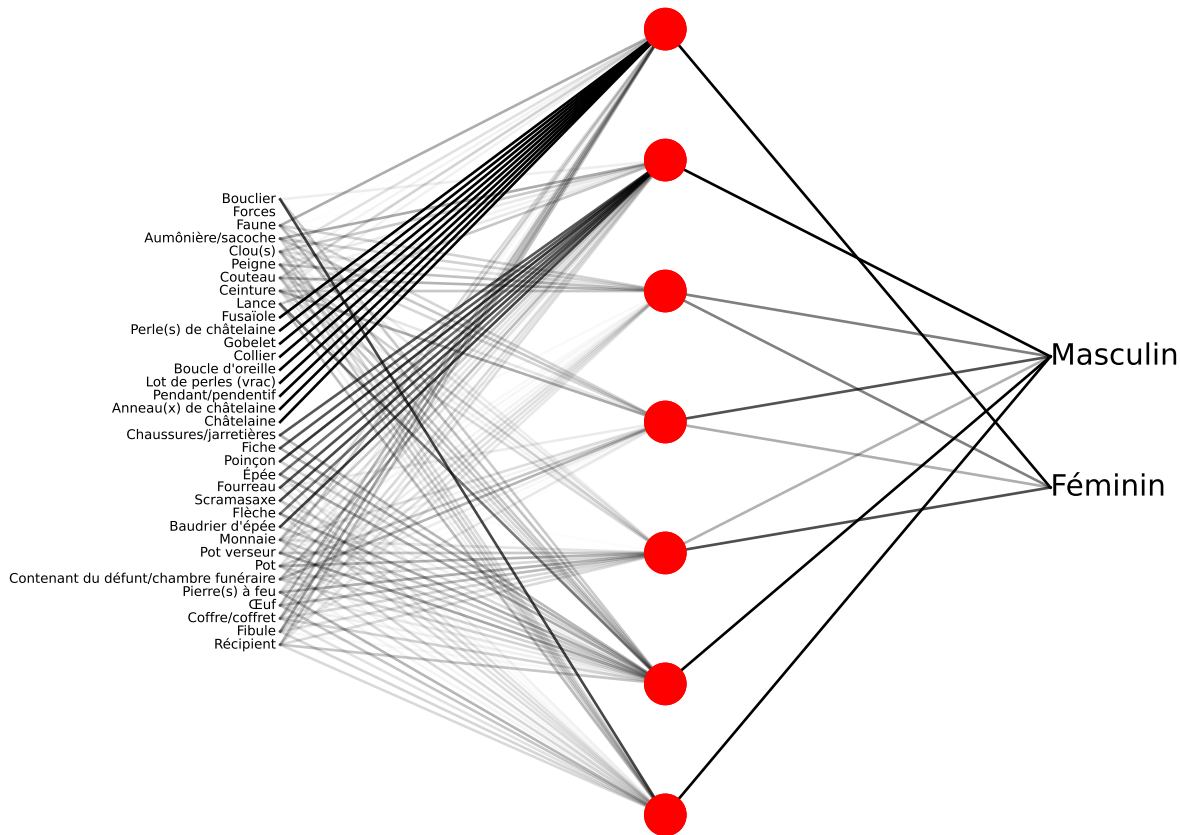 Bouclier
Forces
Faune
Aumônière/sacoche
Clou(s)
Peigne
Couteau
Ceinture
Lance
Fusaïole
Perle(s) de châtelaine
Gobelet
Collier
Boucle d'oreille
Lot de perles (vrac)
Pendant/pendentif
Anneau(x) de châtelaine
Châtelaine
Chaussures/jarretières
Fiche
Poinçon
Épée
Fourreau
Scramasaxe
Flèche
Baudrier d'épée
Monnaie
Pot verseur
Pot
Contenant du défunt/chambre funéraire
Pierre(s) à feu
Œuf
Coffre/coffret
Fibule
Récipient
Masculin
Féminin